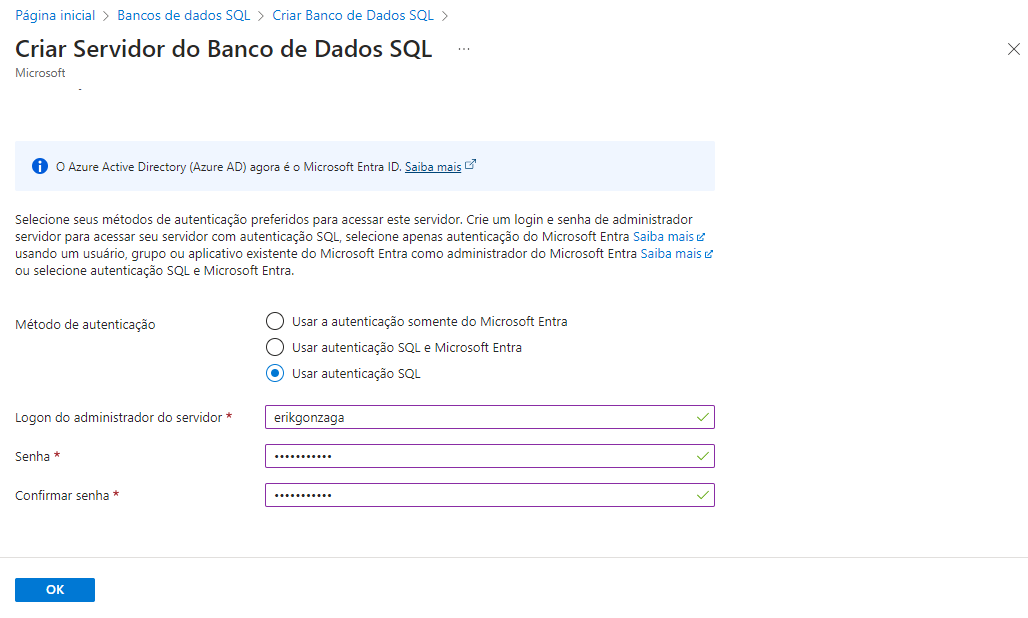 Página inicial > Bancos de dados SQL > Criar Banco de Dados SQL >
Criar Servidor do Banco de Dados SQL ...
Microsoft
O Azure Active Directory (Azure AD) agora é o Microsoft Entra ID. Saiba mais
Selecione seus métodos de autenticação preferidos para acessar este servidor. Crie um login e senha de administrador
servidor para acessar seu servidor com autenticação SQL, selecione apenas autenticação do Microsoft Entra Saiba mais
usando um usuário, grupo ou aplicativo existente do Microsoft Entra como administrador do Microsoft Entra Saiba mais
ou selecione autenticação SQL e Microsoft Entra.
Método de autenticação
Usar a autenticação somente do Microsoft Entra
Usar autenticação SQL e Microsoft Entra
Usar autenticação SQL
Logon do administrador do servidor * erikgonzaga
Senha * •••••••••••
Confirmar senha * •••••••••••
OK